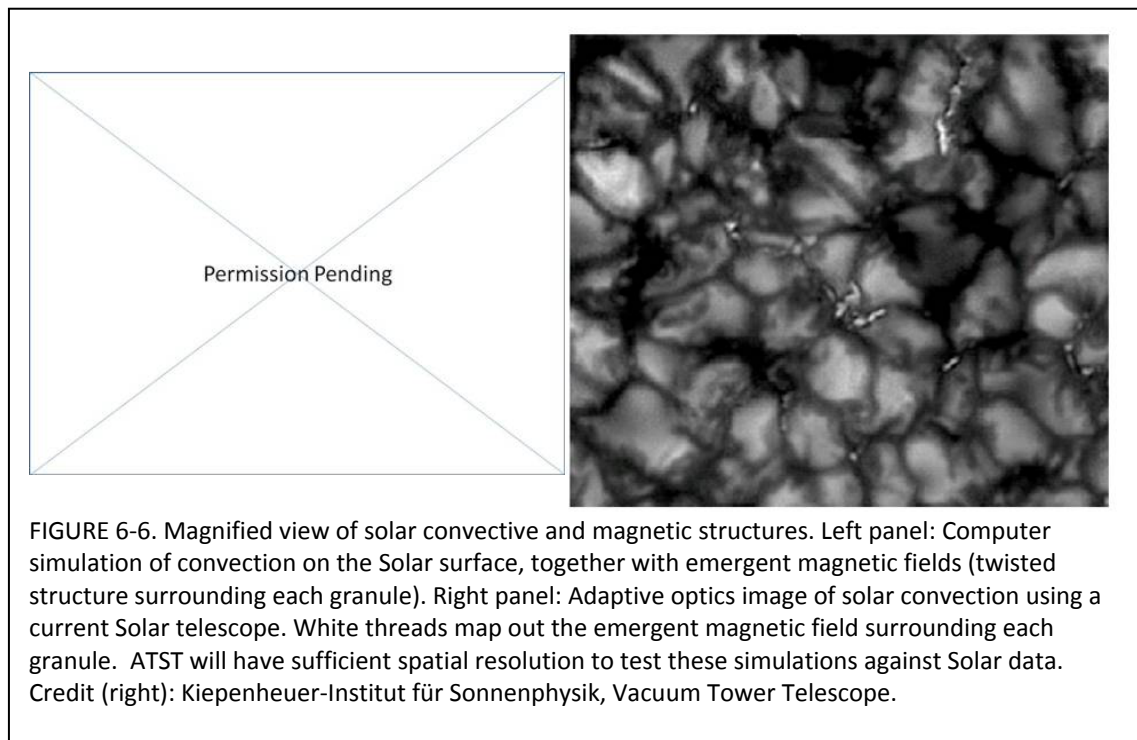 Permission Pending
FIGURE 6-6. Magnified view of solar convective and magnetic structures. Left panel: Computer
simulation of convection on the Solar surface, together with emergent magnetic fields (twisted
structure surrounding each granule). Right panel: Adaptive optics image of solar convection using a
current Solar telescope. White threads map out the emergent magnetic field surrounding each
granule.  ATST will have sufficient spatial resolution to test these simulations against Solar data.
Credit (right): Kiepenheuer-Institut für Sonnenphysik, Vacuum Tower Telescope.